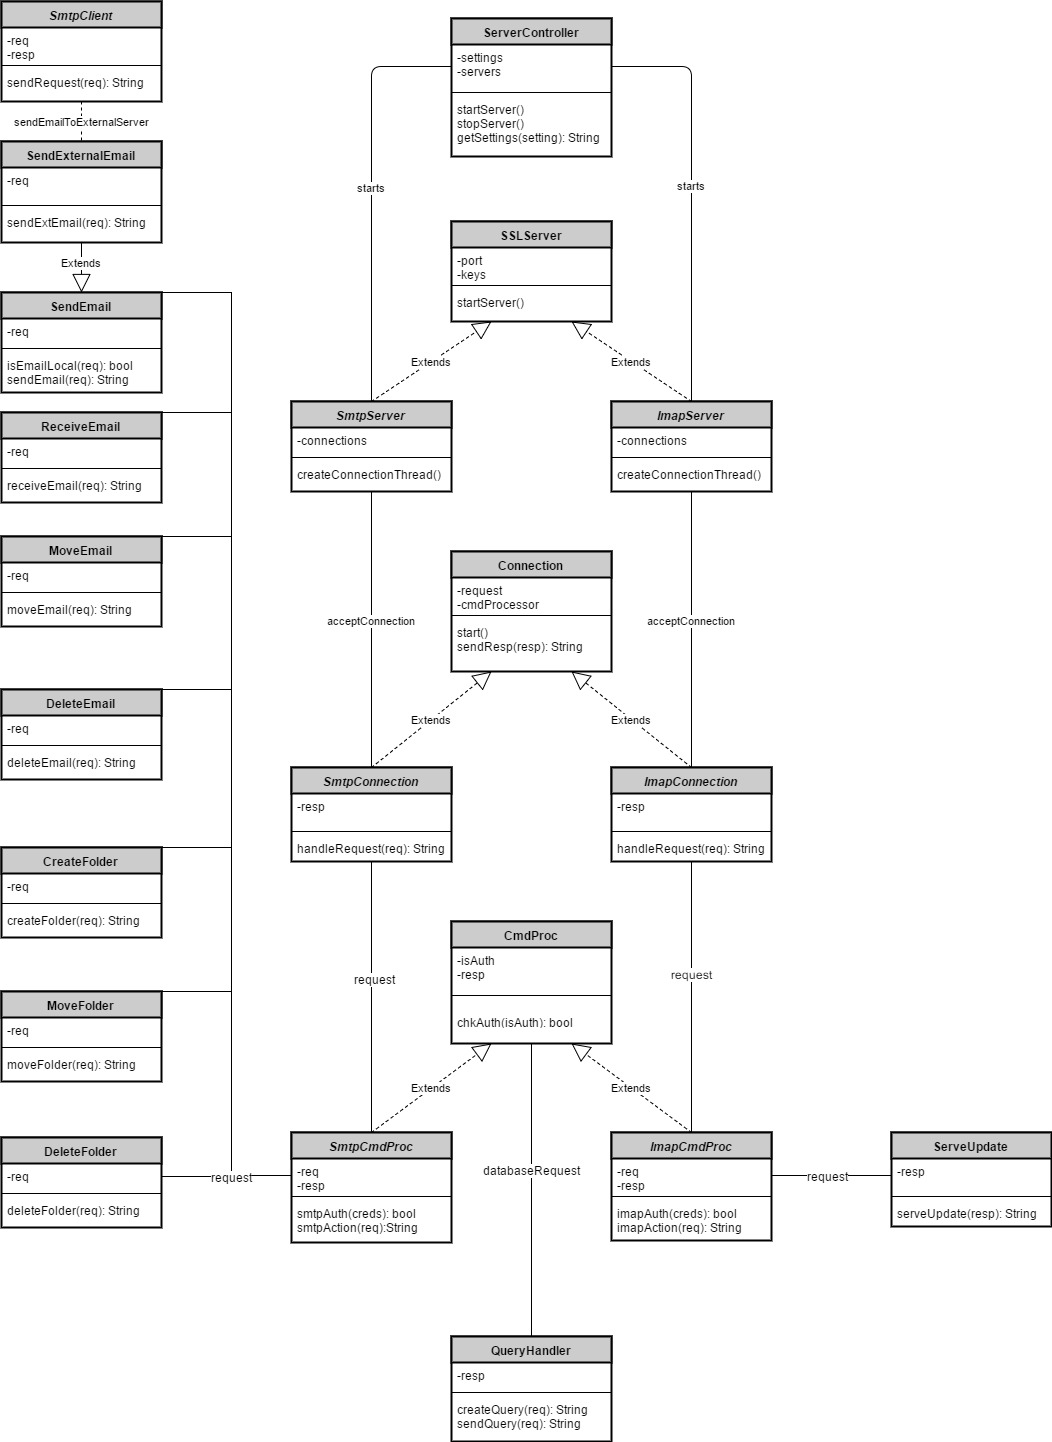 SmtpClient
-req
-resp
sendRequest(req): String
sendEmailToExternalServer
SendExternalEmail
-req
sendExtEmail(req): String
Extends
SendEmail
-req
isEmailLocal(req): bool
sendEmail(req): String
ReceiveEmail
-req
receiveEmail(req): String
MoveEmail
-req
moveEmail(req): String
DeleteEmail
-req
deleteEmail(req): String
CreateFolder
-req
createFolder(req): String
MoveFolder
-req
moveFolder(req): String
DeleteFolder
-req
deleteFolder(req): String
request
ServerController
-settings
-servers
startServer()
stopServer()
getSettings(setting): String
starts
starts
SSLServer
-port
-keys
startServer()
Extends
Extends
SmtpServer
-connections
createConnectionThread()
ImapServer
-connections
createConnectionThread()
acceptConnection
acceptConnection
Connection
-request
-cmdProcessor
start()
sendResp(resp): String
Extends
Extends
SmtpConnection
-resp
handleRequest(req): String
ImapConnection
-resp
handleRequest(req): String
request
request
CmdProc
-isAuth
-resp
chkAuth(isAuth): bool
Extends
Extends
SmtpCmdProc
-req
-resp
smtpAuth(creds): bool
smtpAction(req):String
databaseRequest
ImapCmdProc
-req
-resp
imapAuth(creds): bool
imapAction(req): String
request
ServeUpdate
-resp
serveUpdate(resp): String
QueryHandler
-resp
createQuery(req): String
sendQuery(req): String